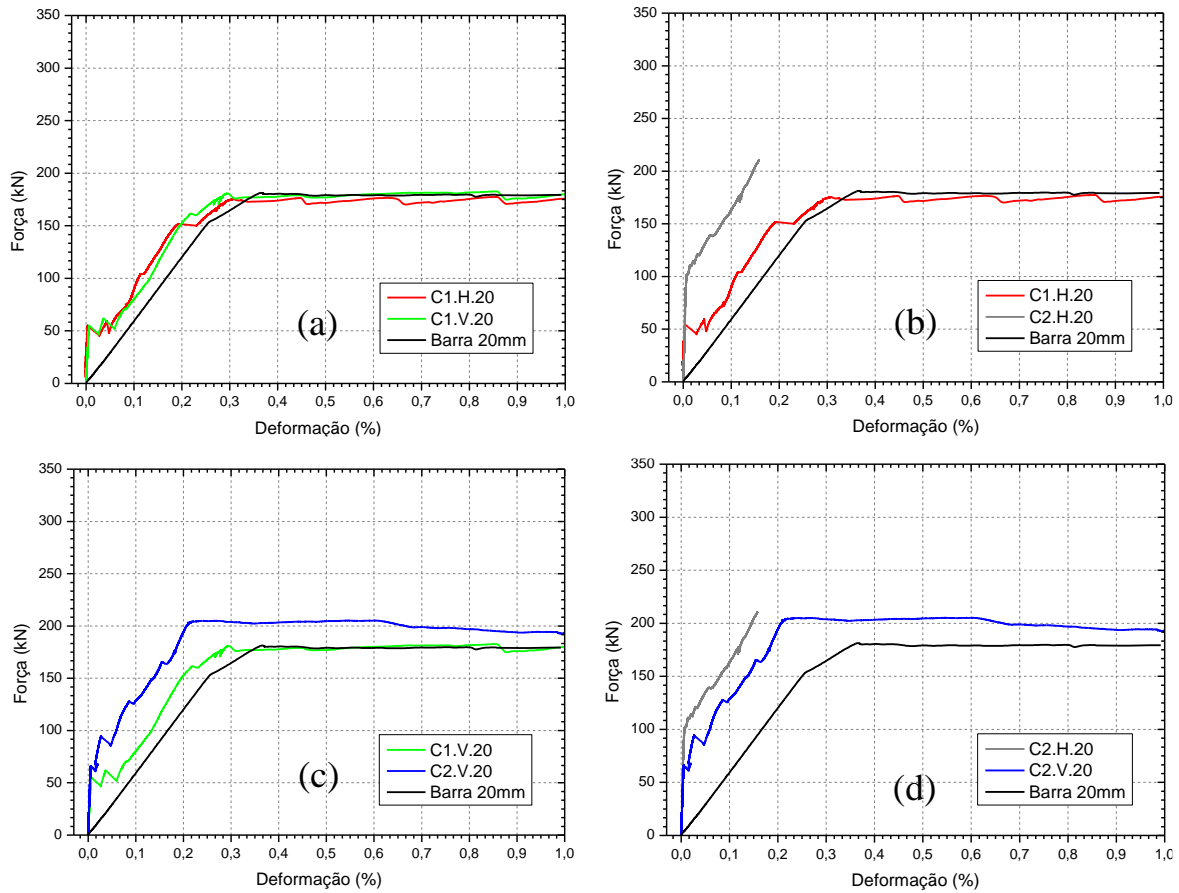 350
300
250
200
150
100
50
0
Força (kN)
C1.H.20
C1.V.20
Barra 20mm
(a)
0,0 0,1 0,2 0,3 0,4 0,5 0,6 0,7 0,8 0,9 1,0
Deformação (%)
350
300
250
200
150
100
50
0
Força (kN)
C1.H.20
C2.H.20
Barra 20mm
(b)
0,0 0,1 0,2 0,3 0,4 0,5 0,6 0,7 0,8 0,9 1,0
Deformação (%)
350
300
250
200
150
100
50
0
Força (kN)
C1.V.20
C2.V.20
Barra 20mm
(c)
0,0 0,1 0,2 0,3 0,4 0,5 0,6 0,7 0,8 0,9 1,0
Deformação (%)
350
300
250
200
150
100
50
0
Força (kN)
C2.H.20
C2.V.20
Barra 20mm
(d)
0,0 0,1 0,2 0,3 0,4 0,5 0,6 0,7 0,8 0,9 1,0
Deformação (%)